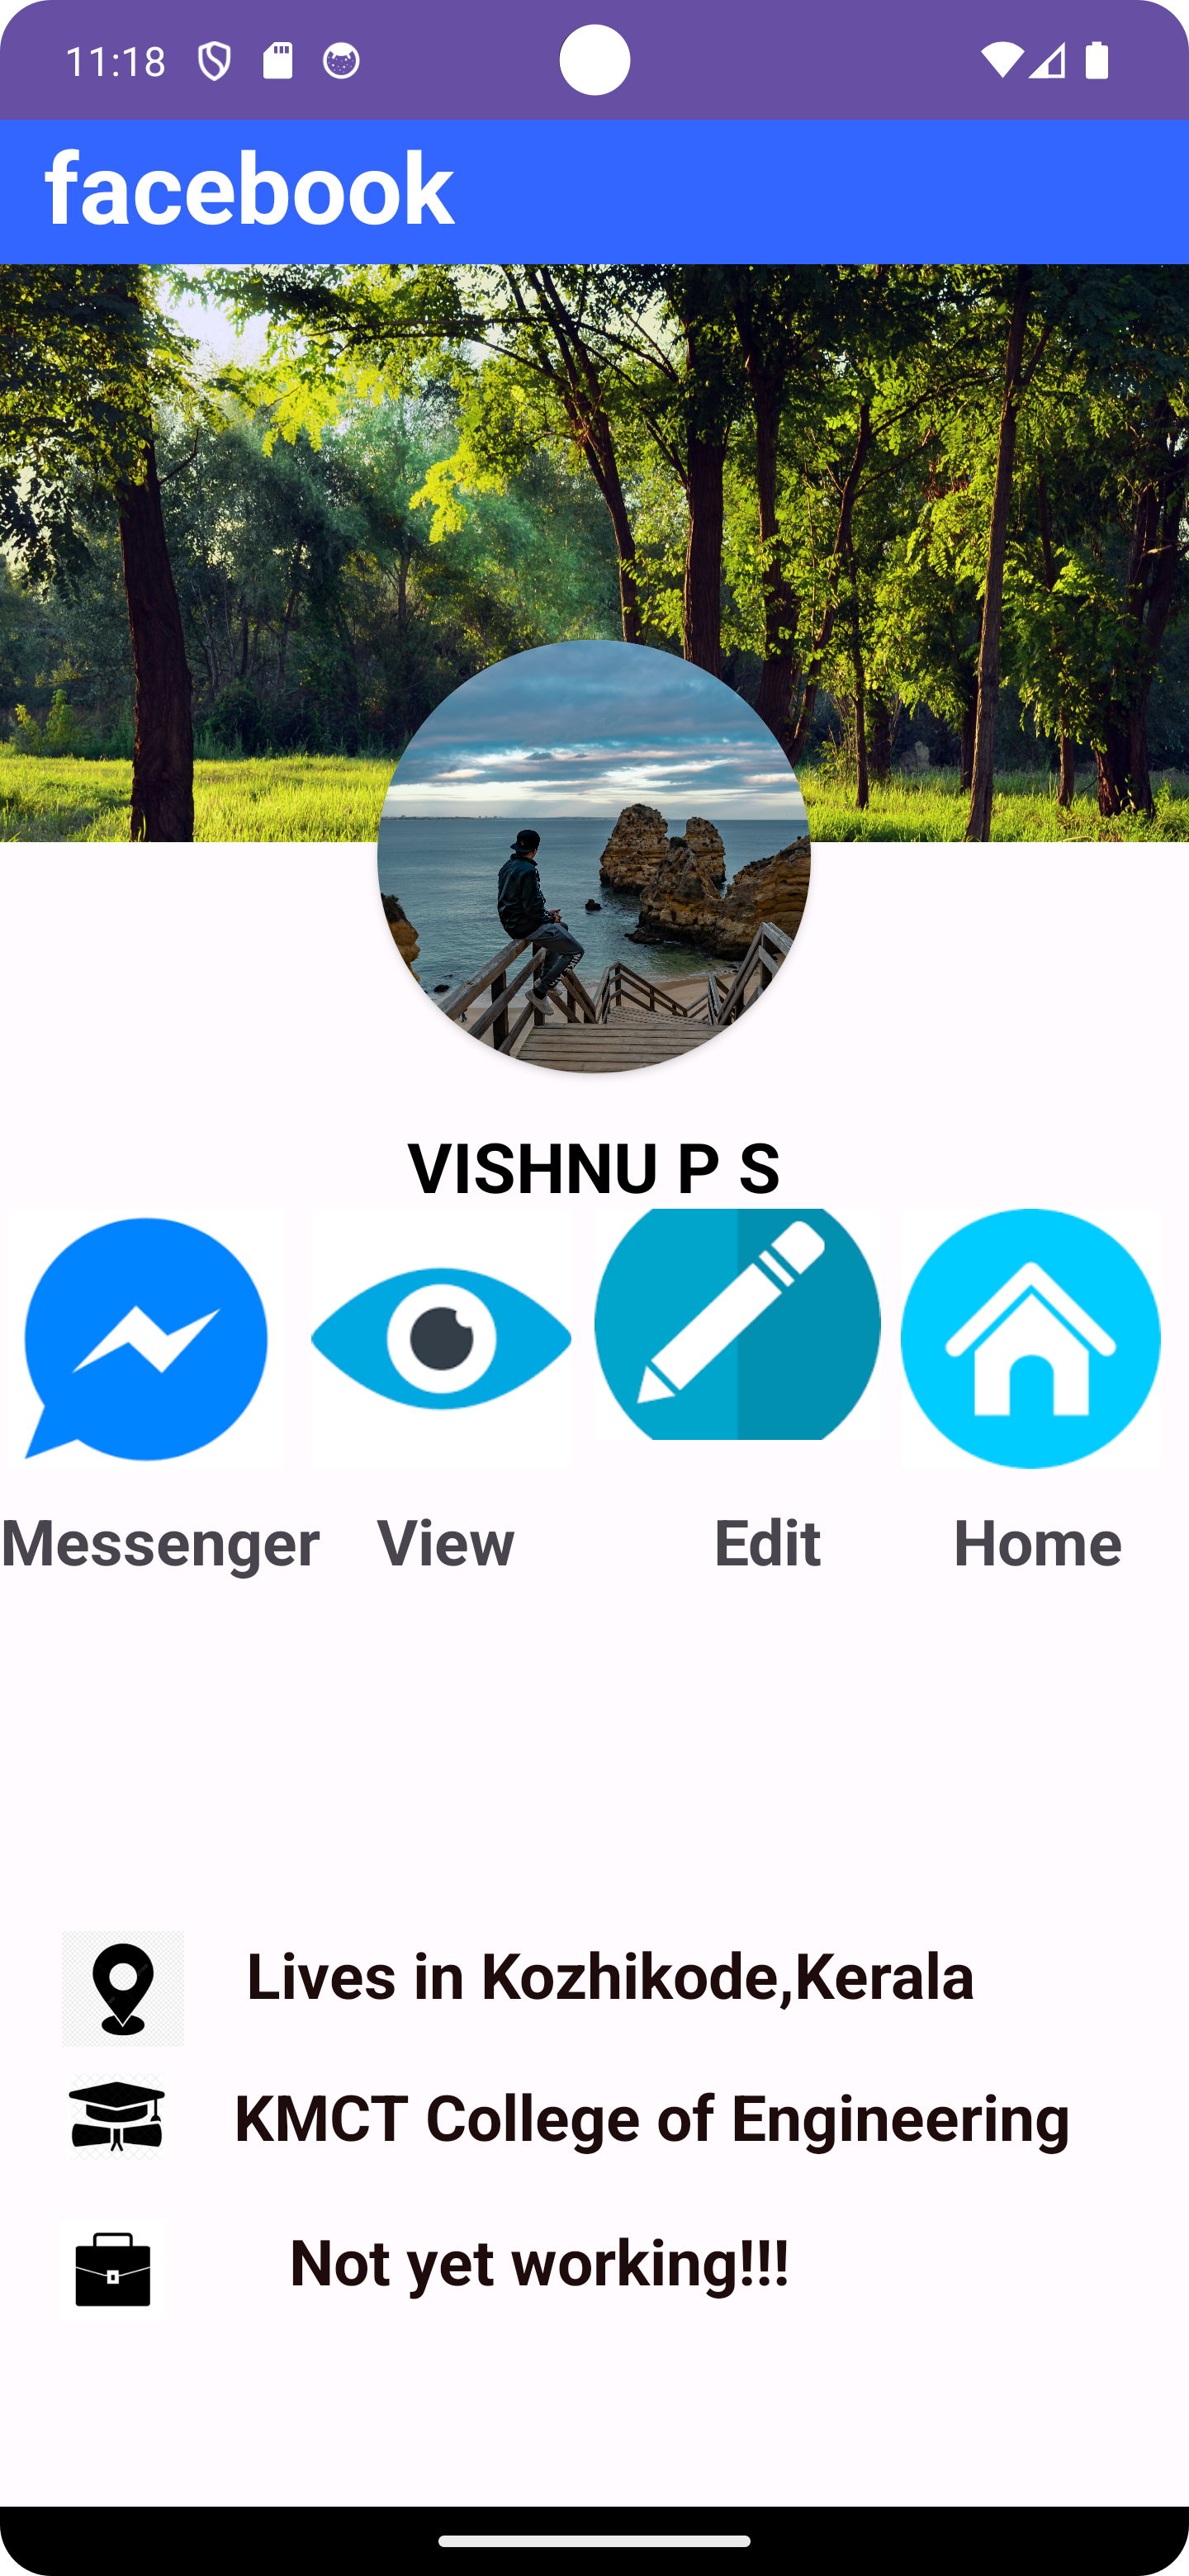 11:18
facebook
VISHNU P S
Messenger View Edit Home
Lives in Kozhikode,Kerala
KMCT College of Engineering
Not yet working!!!